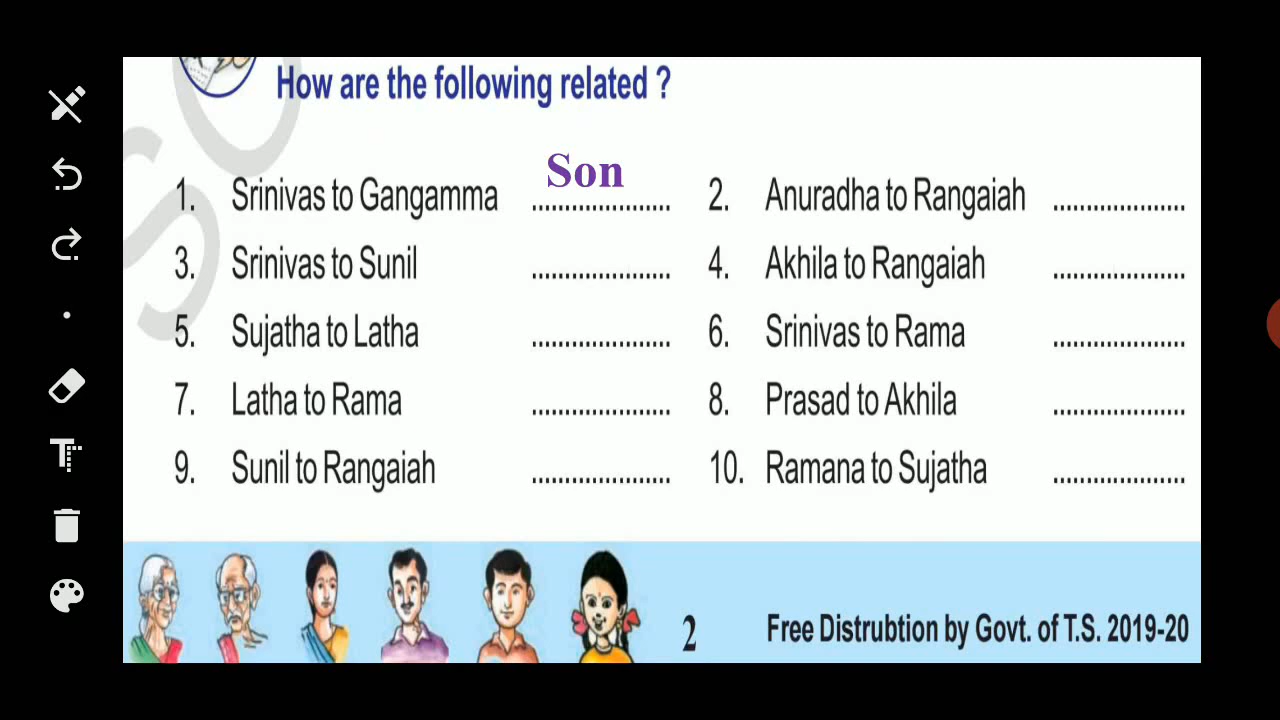 How are the following related ?
1. Srinivas to Gangamma Son .....................
2. Anuradha to Rangaiah ....................
3. Srinivas to Sunil .....................
4. Akhila to Rangaiah ....................
5. Sujatha to Latha .....................
6. Srinivas to Rama ....................
7. Latha to Rama .....................
8. Prasad to Akhila ....................
9. Sunil to Rangaiah .....................
10. Ramana to Sujatha ....................
2 Free Distrubtion by Govt. of T.S. 2019-20